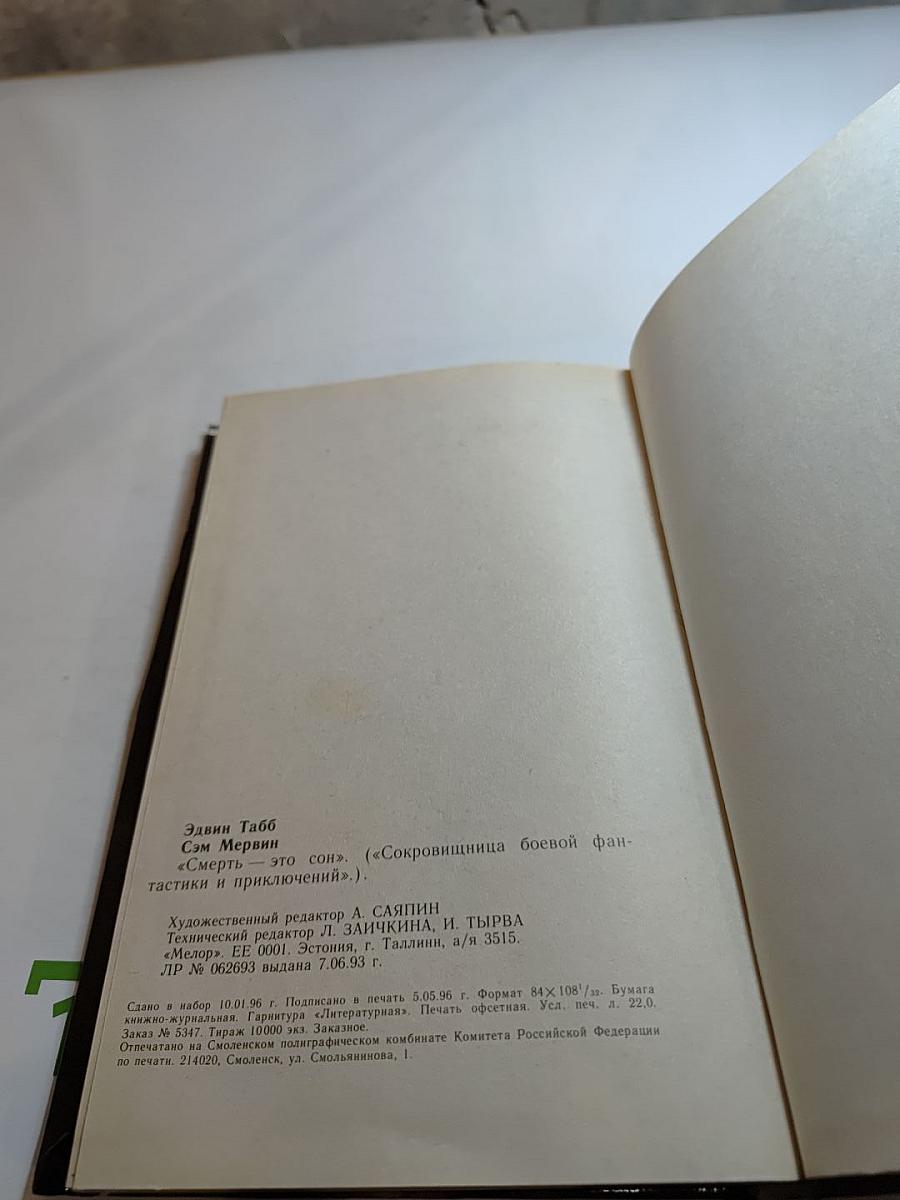 Эдвин Табб
Сэм Мервин
«Смерть — это сон». («Сокровищница боевой фан-
тастики и приключений».).
Художественный редактор А. САЯПИН
Технический редактор Л. ЗАИЧКИНА, И. ТЫРВА
«Мелор». ЕЕ 0001. Эстония, г. Таллинн, а/я 3515.
ЛР № 062693 выдана 7.06.93 г.
Сдано в набор 10.01.96 г. Подписано в печать 5.05.96 г. Формат 84×108¹/₃₂. Бумага
книжно-журнальная. Гарнитура «Литературная». Печать офсетная. Усл. печ. л. 22,0.
Заказ № 5347. Тираж 10 000 экз. Заказное.
Отпечатано на Смоленском полиграфическом комбинате Комитета Российской Федерации
по печати. 214020, Смоленск, ул. Смольянинова, 1.